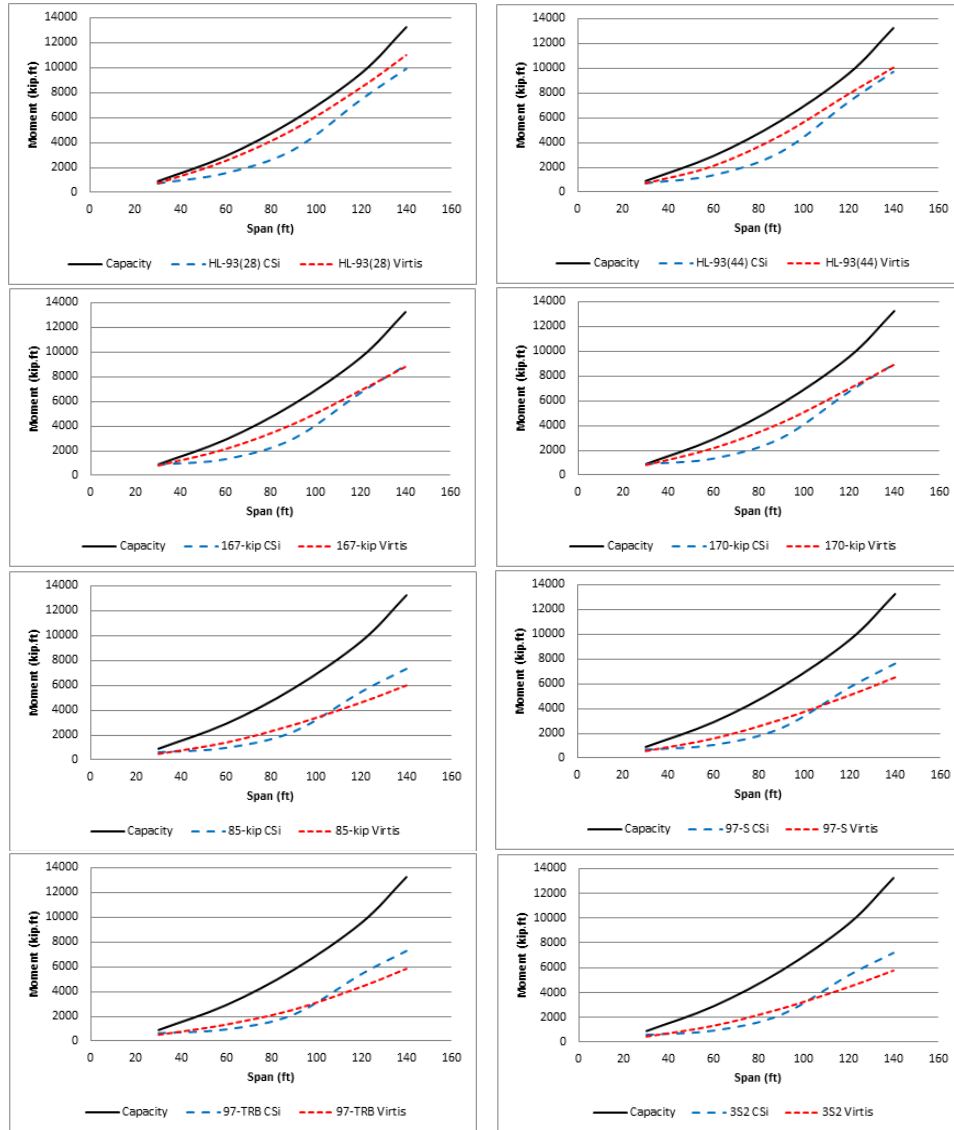 14000
12000
10000
8000
6000
4000
2000
0
Moment (kip.ft)
0 20 40 60 80 100 120 140 160
Span (ft)
Capacity HL-93(28) CSi HL-93(28) Virtis
14000
12000
10000
8000
6000
4000
2000
0
Moment (kip.ft)
0 20 40 60 80 100 120 140 160
Span (ft)
Capacity HL-93(44) CSi HL-93(44) Virtis
14000
12000
10000
8000
6000
4000
2000
0
Moment (kip.ft)
0 20 40 60 80 100 120 140 160
Span (ft)
Capacity 167-kip CSi 167-kip Virtis
14000
12000
10000
8000
6000
4000
2000
0
Moment (kip.ft)
0 20 40 60 80 100 120 140 160
Span (ft)
Capacity 170-kip CSi 170-kip Virtis
14000
12000
10000
8000
6000
4000
2000
0
Moment (kip.ft)
0 20 40 60 80 100 120 140 160
Span (ft)
Capacity 85-kip CSi 85-kip Virtis
14000
12000
10000
8000
6000
4000
2000
0
Moment (kip.ft)
0 20 40 60 80 100 120 140 160
Span (ft)
Capacity 97-S CSi 97-S Virtis
14000
12000
10000
8000
6000
4000
2000
0
Moment (kip.ft)
0 20 40 60 80 100 120 140 160
Span (ft)
Capacity 97-TRB CSi 97-TRB Virtis
14000
12000
10000
8000
6000
4000
2000
0
Moment (kip.ft)
0 20 40 60 80 100 120 140 160
Span (ft)
Capacity 3S2 CSi 3S2 Virtis